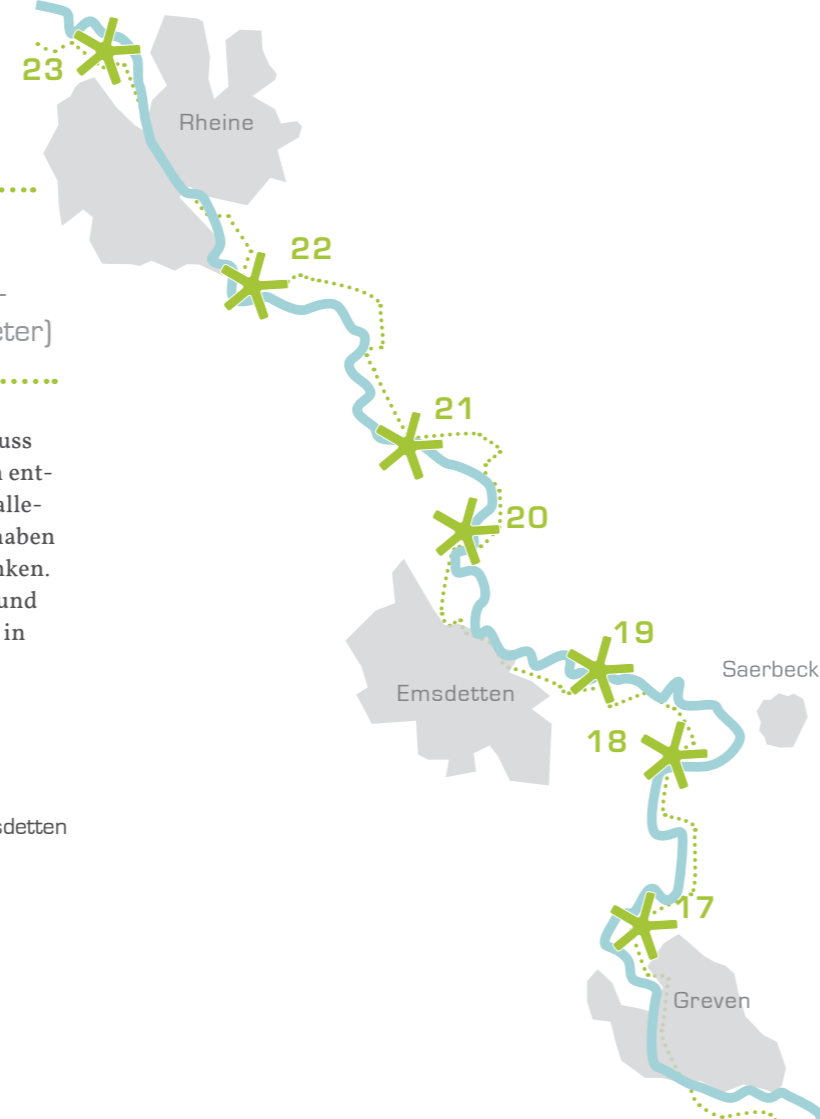 23
Rheine
22
eter)
21
uss
ent-
alle-
haben
nken.
und
in
20
19
Saerbeck
Emsdetten
18
sdetten
17
Greven